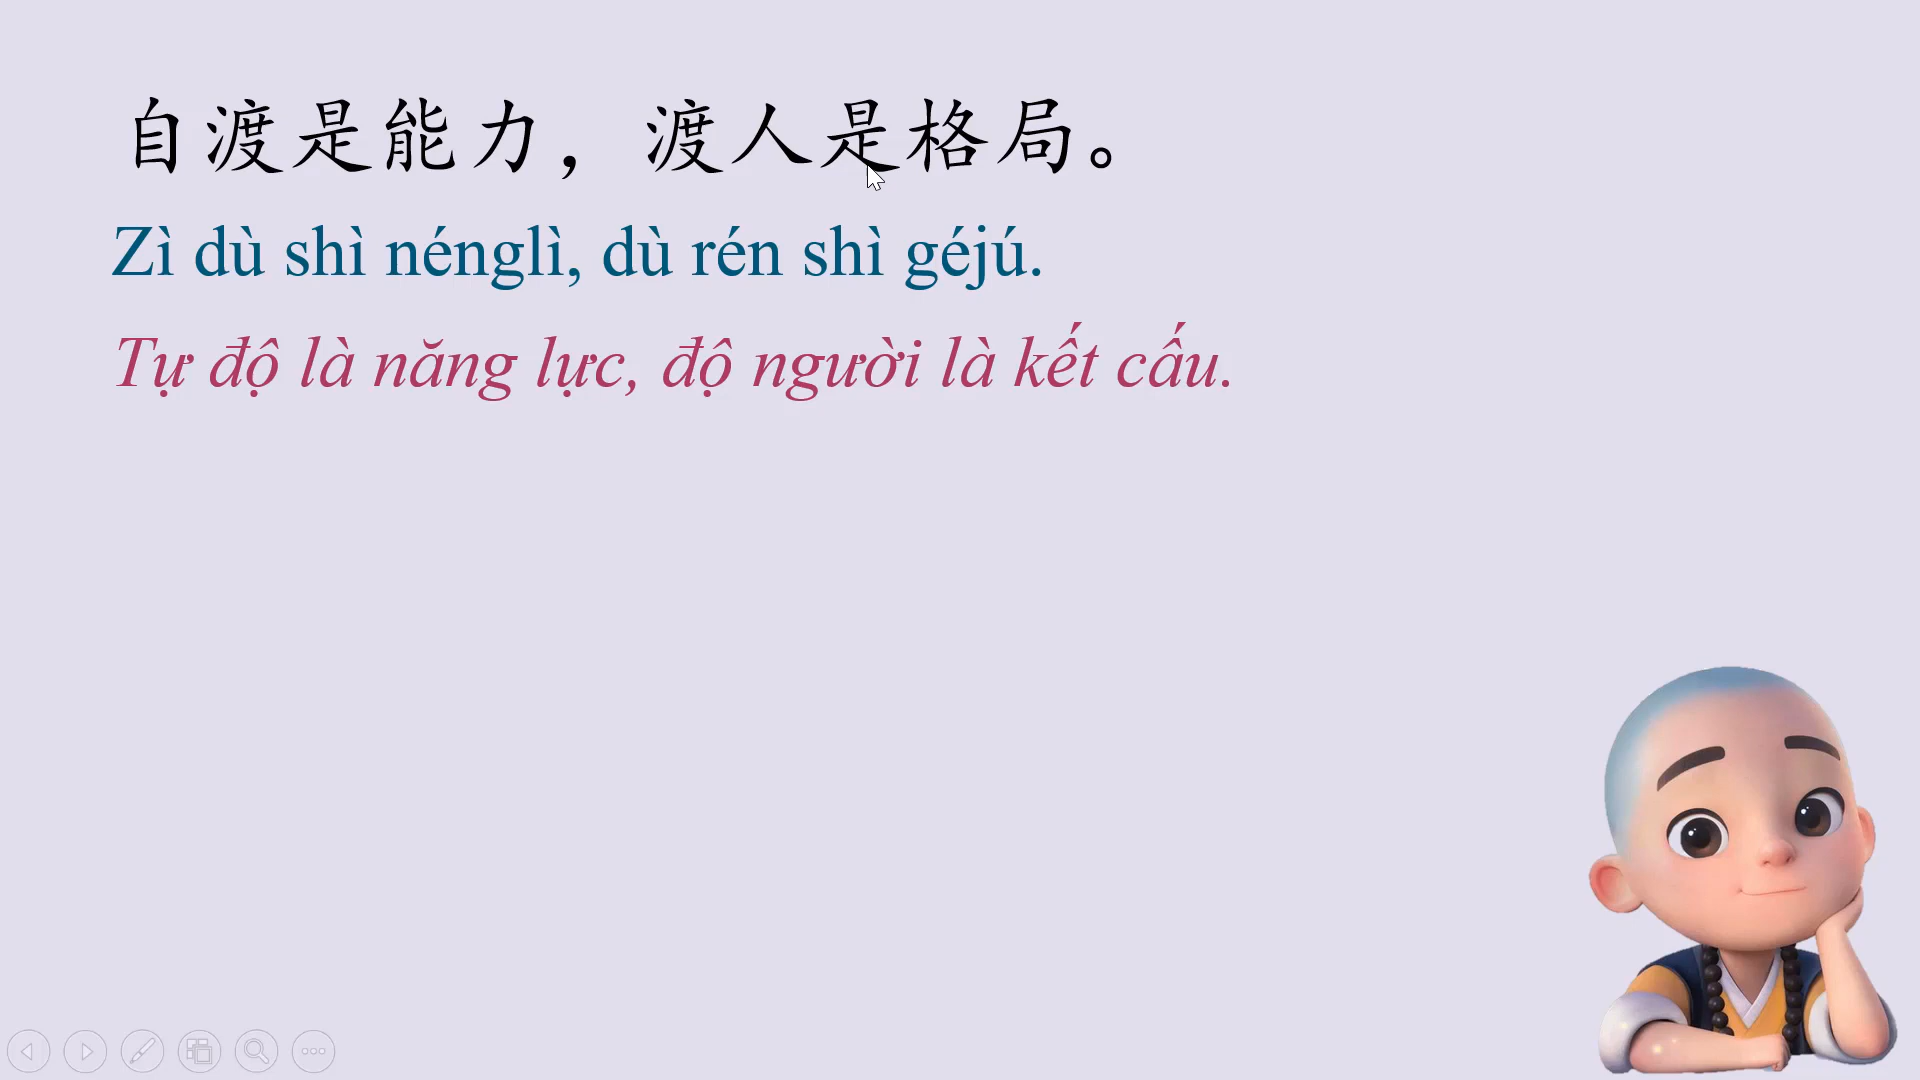 自渡是能力，渡人是格局。
Zì dù shì nénglì, dù rén shì géjú.
Tự độ là năng lực, độ người là kết cấu.